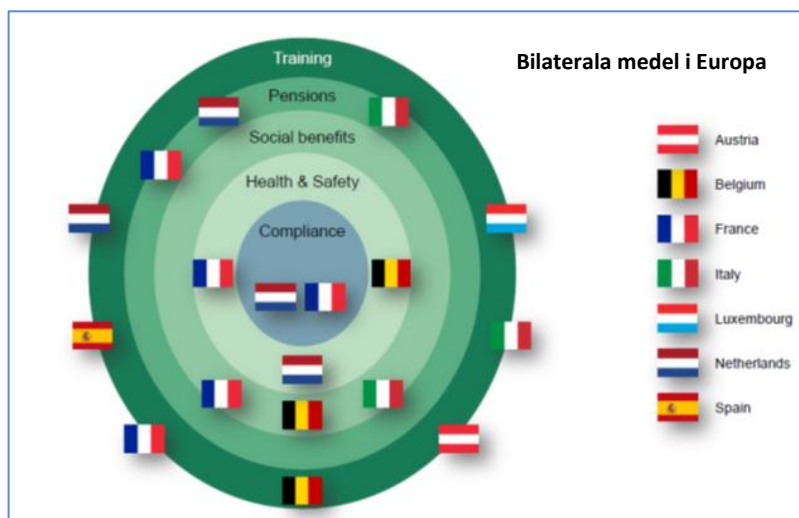 Bilaterala medel i Europa
Training
Pensions
Social benefits
Health & Safety
Compliance
Austria
Belgium
France
Italy
Luxembourg
Netherlands
Spain